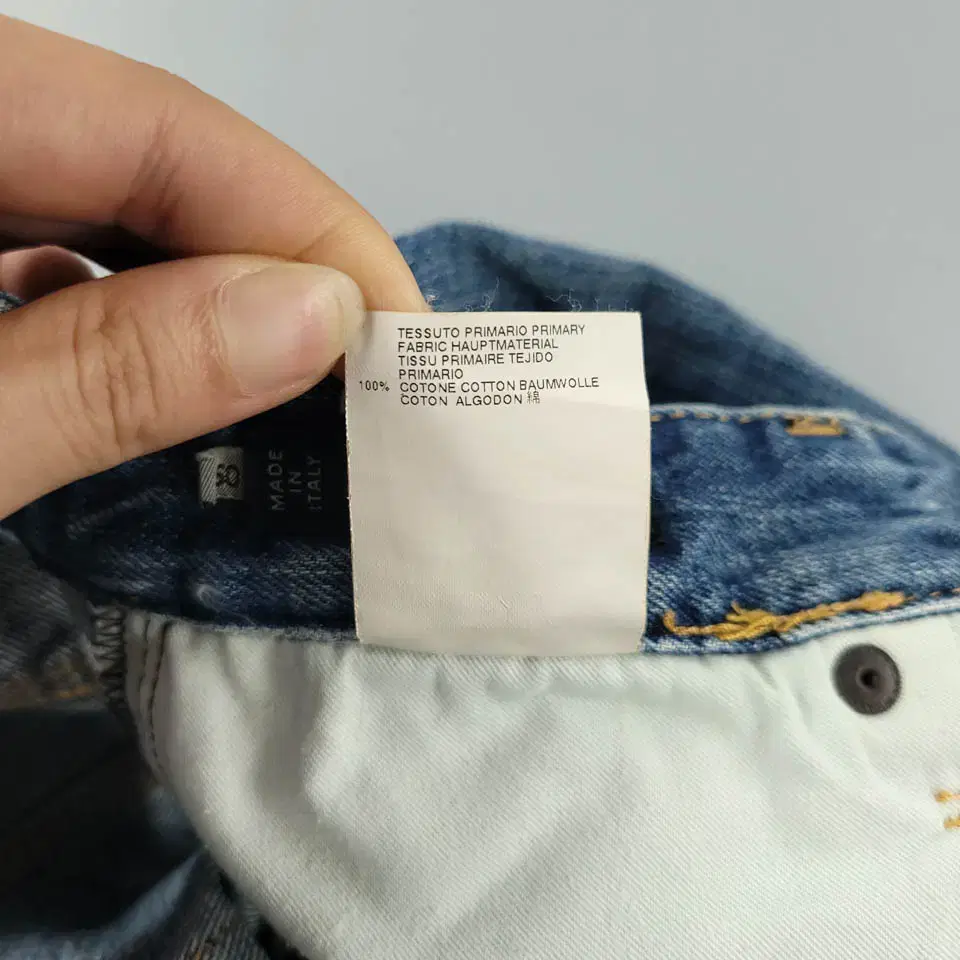 TESSUTO PRIMARIO PRIMARY
FABRIC HAUPTMATERIAL
TISSU PRIMAIRE TEJIDO
PRIMARIO
100% COTONE COTTON BAUMWOLLE
COTON ALGODON 綿
MADE
IN
ITALY